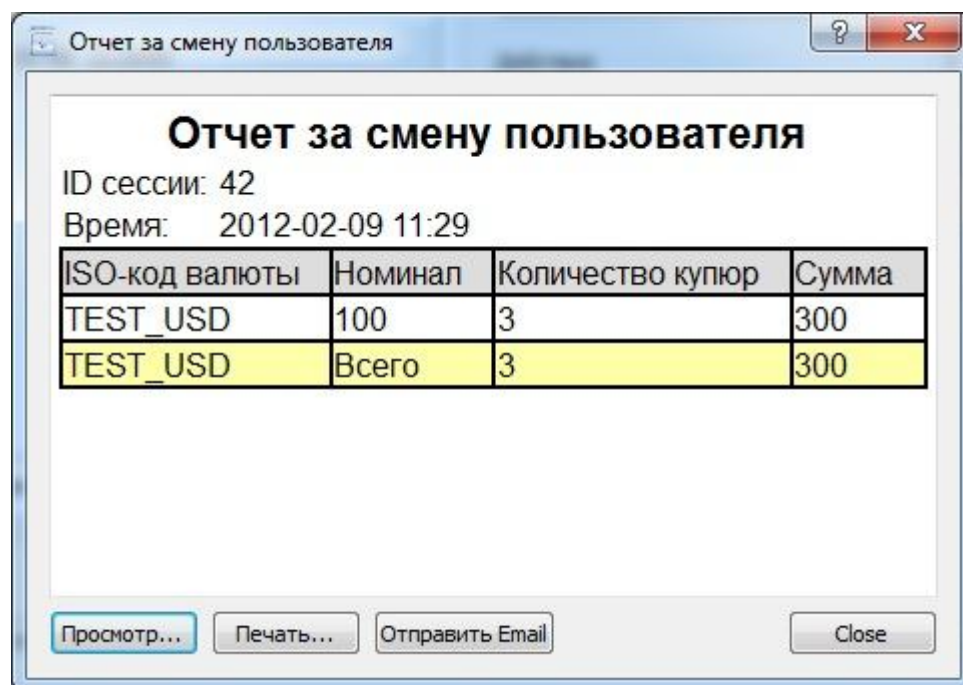 Отчет за смену пользователя
Отчет за смену пользователя
ID сессии: 42
Время: 2012-02-09 11:29
ISO-код валюты Номинал Количество купюр Сумма
TEST_USD 100 3 300
TEST_USD Всего 3 300
Просмотр... Печать... Отправить Email Close